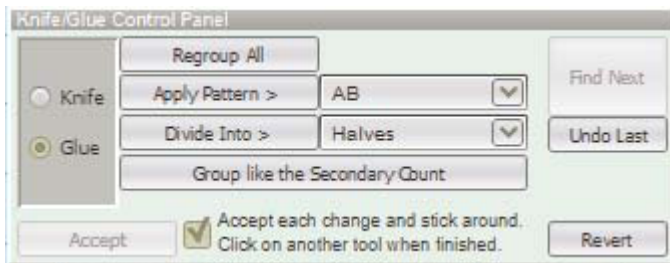 Knife/Glue Control Panel
Regroup All
Find Next
Knife
Apply Pattern >
AB
Glue
Divide Into >
Halves
Undo Last
Group like the Secondary Count
Accept
Accept each change and stick around.
Click on another tool when finished.
Revert